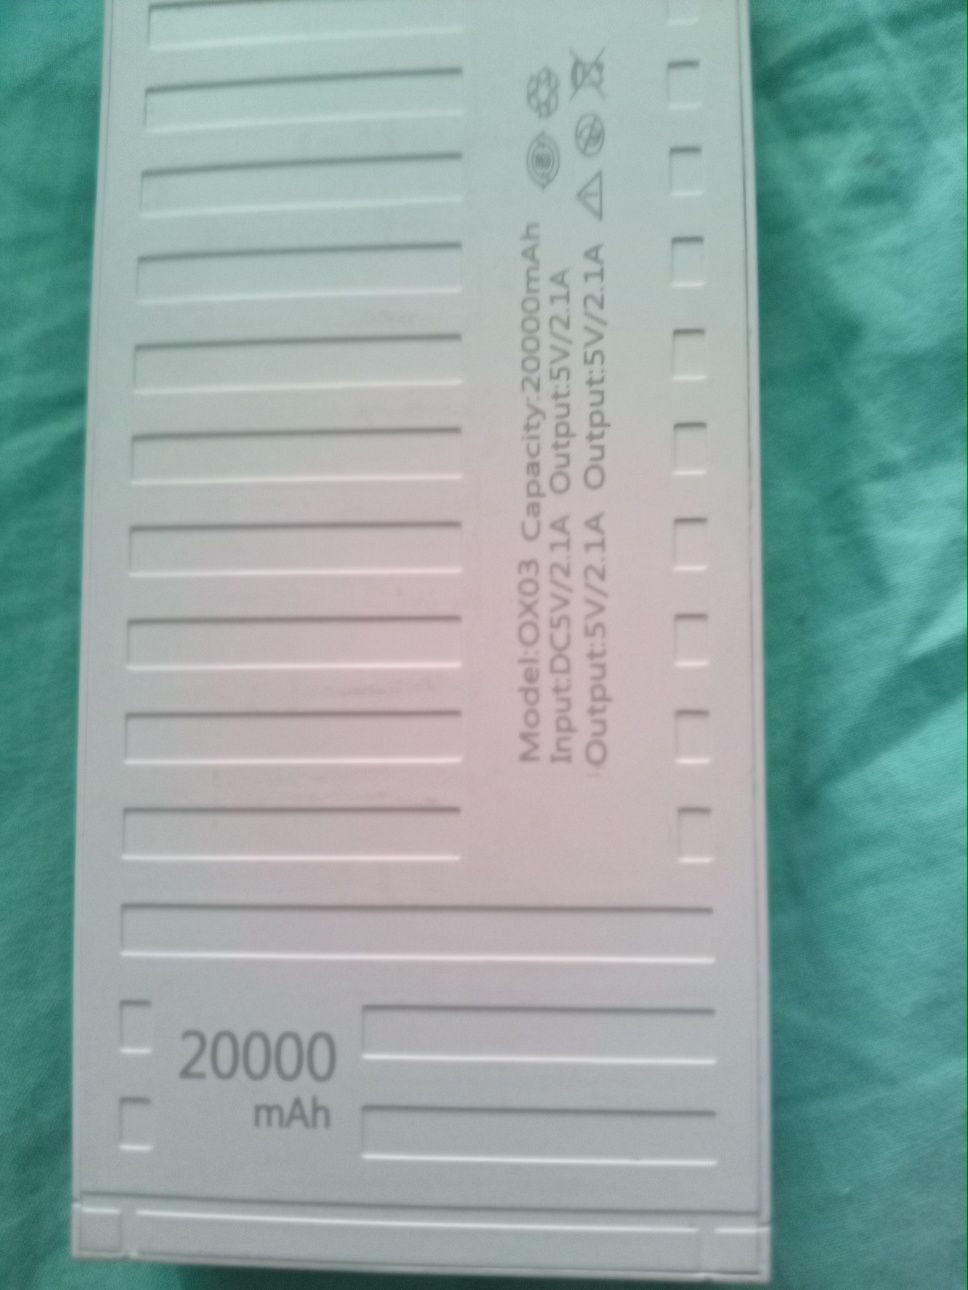 Model:OX03 Capacity:20000mAh
Input:DC5V/2.1A Output:5V/2.1A
Output:5V/2.1A Output:5V/2.1A
20000
mAh